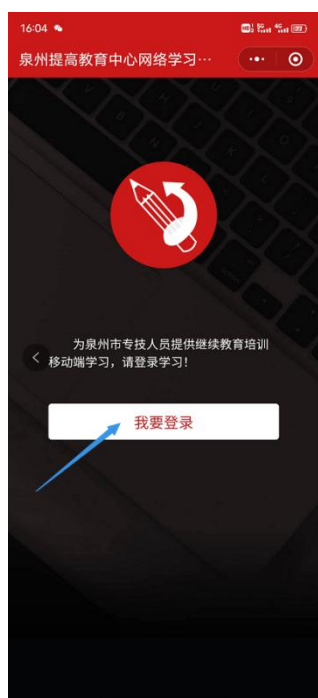 16:04
泉州提高教育中心网络学习…
为泉州市专技人员提供继续教育培训
移动端学习，请登录学习！
我要登录